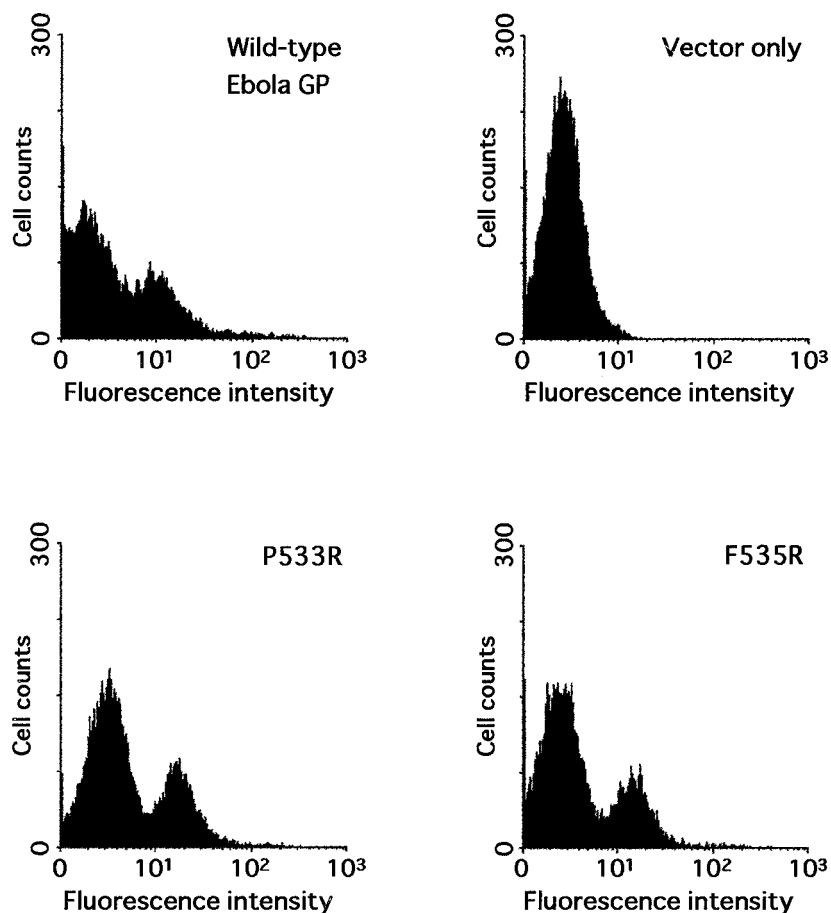 300
Wild-type
Ebola GP
Cell counts
0
0 10¹ 10² 10³
Fluorescence intensity
300
Vector only
Cell counts
0
0 10¹ 10² 10³
Fluorescence intensity
300
P533R
Cell counts
0
0 10¹ 10² 10³
Fluorescence intensity
300
F535R
Cell counts
0
0 10¹ 10² 10³
Fluorescence intensity